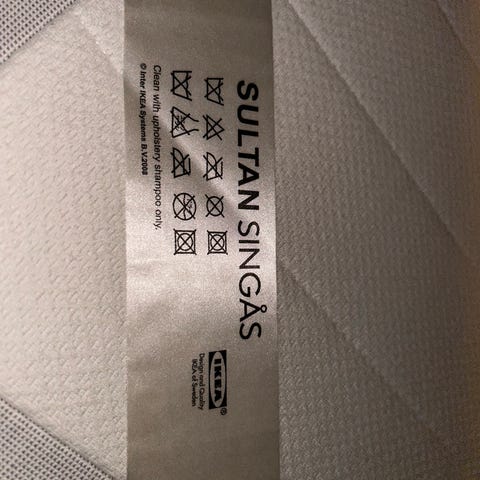 SULTAN SINGÅS
Clean with upholstery shampoo only.
© Inter IKEA Systems B.V.2008
IKEA®
Design and Quality
IKEA of Sweden